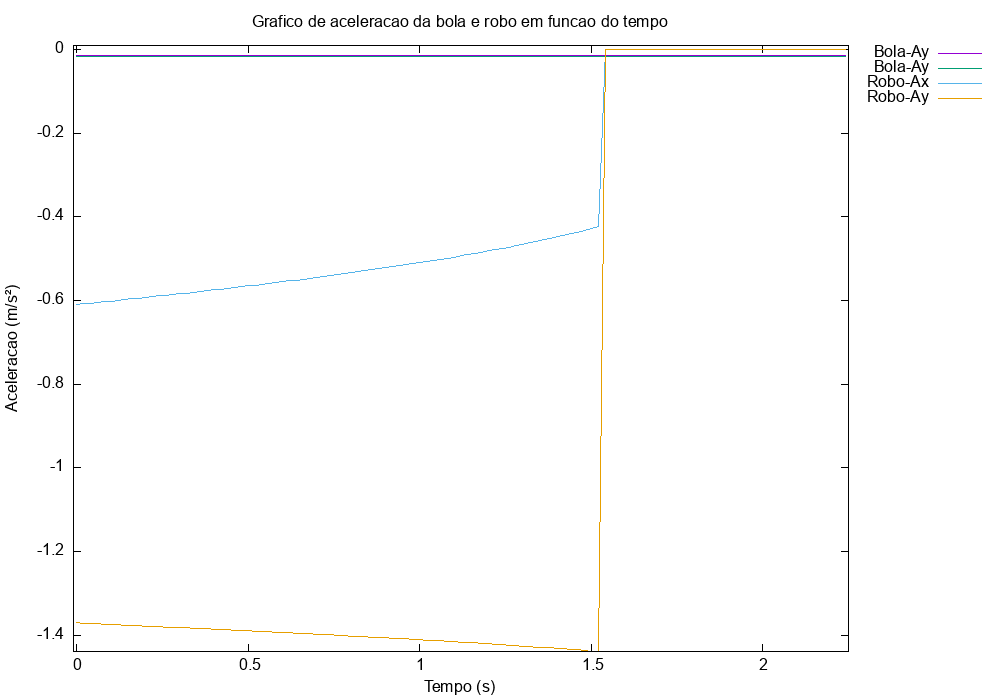 Grafico de aceleracao da bola e robo em funcao do tempo
Bola-Ay
Bola-Ay
Robo-Ax
Robo-Ay
0
-0.2
-0.4
-0.6
-0.8
-1
-1.2
-1.4
Aceleracao (m/s²)
0
0.5
1
1.5
2
Tempo (s)